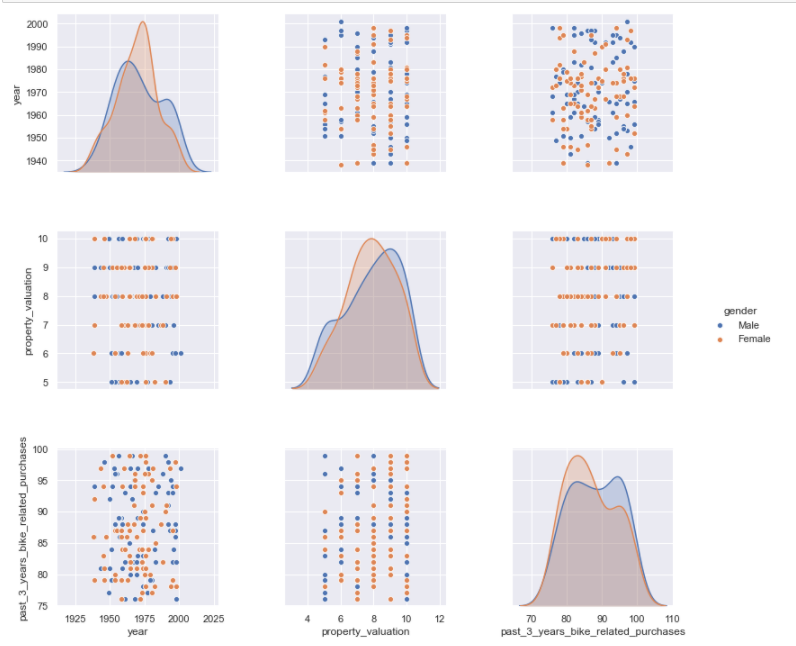 2000
1990
1980
1970
1960
1950
1940
year
10
9
8
7
6
5
property_valuation
gender
Male
Female
100
95
90
85
80
75
past_3_years_bike_related_purchases
1925 1950 1975 2000 2025
year
4 6 8 10 12
property_valuation
70 80 90 100 110
past_3_years_bike_related_purchases